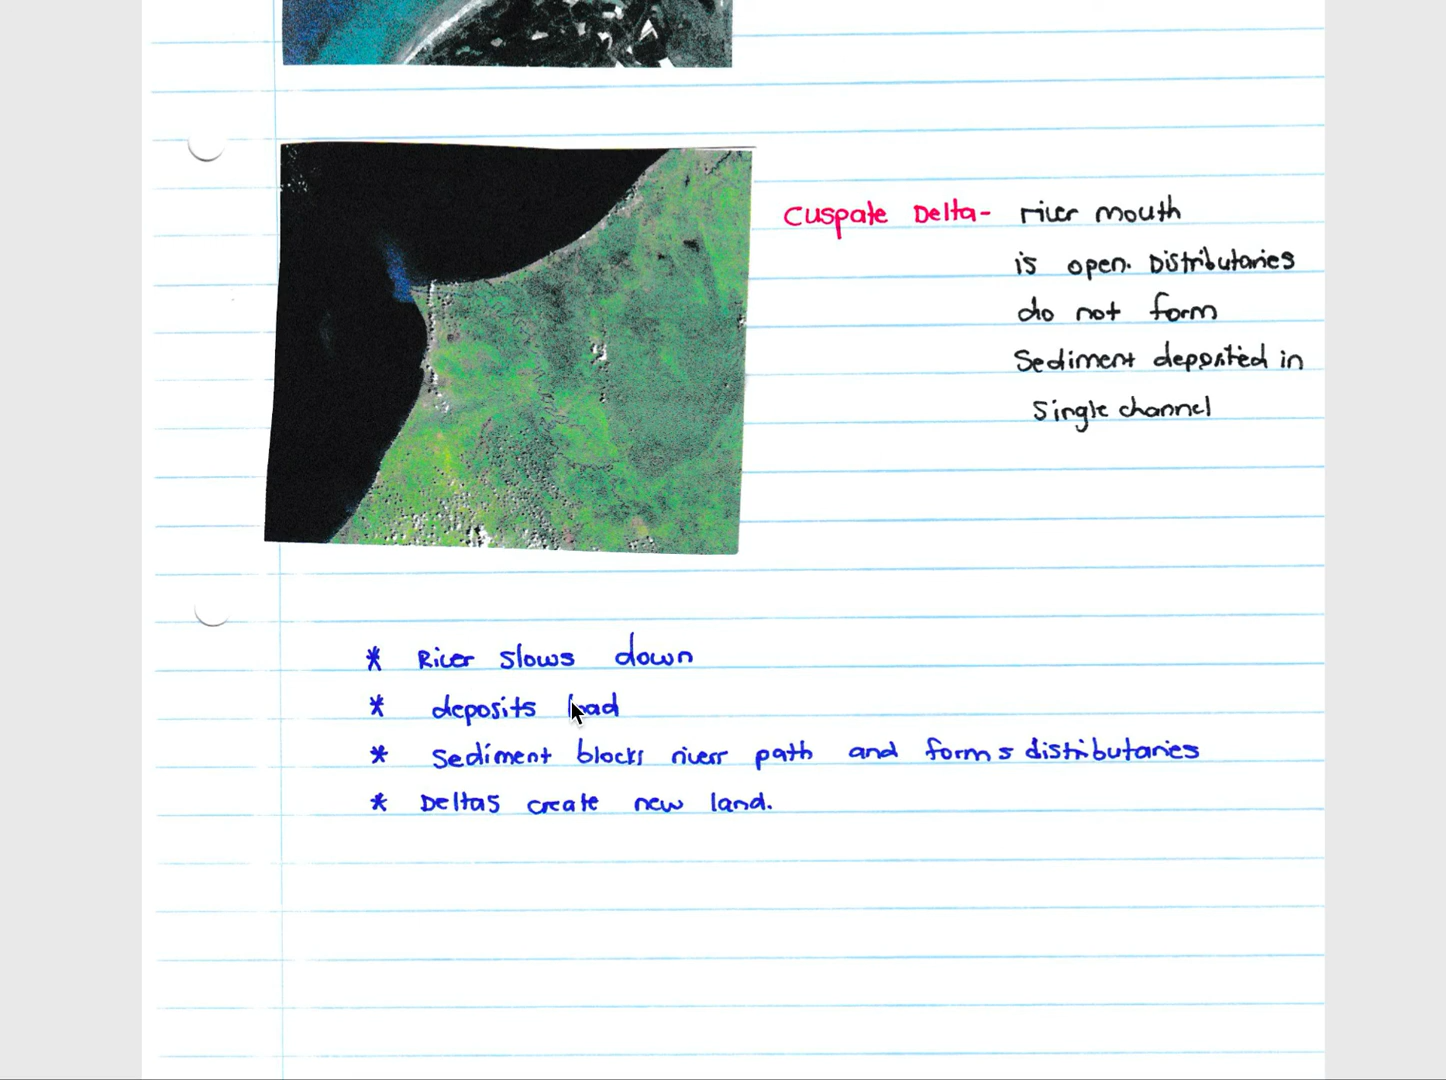 Cuspate Delta- river mouth
is open. Distributaries
do not form
Sediment deposited in
single channel
* River slows down
* deposits load
* Sediment blocks rivers path and forms distributaries
* Deltas create new land.